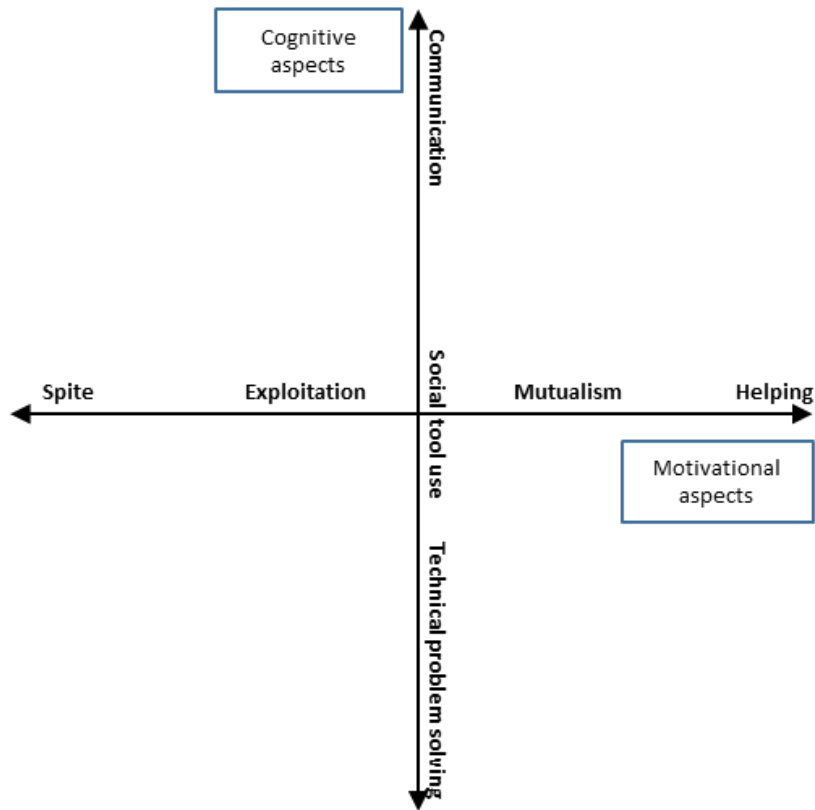 Cognitive
aspects
Communication
Spite
Exploitation
Social tool use
Mutualism
Helping
Motivational
aspects
Technical problem solving